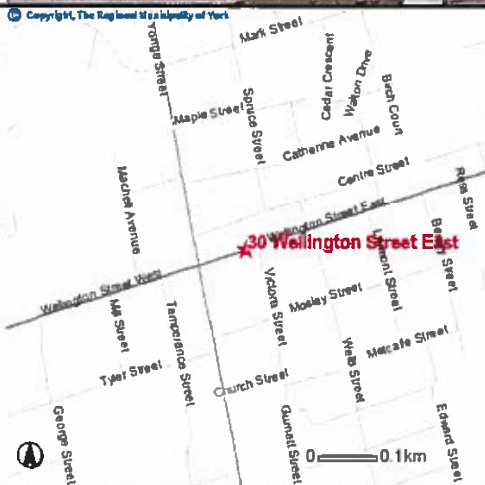 Copyright, The Regional Municipality of York
Yonge Street
Mark Street
Cedar Crescent
Walton Drive
Birch Court
Maple Street
Spruce Street
Catherine Avenue
Centre Street
Machell Avenue
Ross Street
Wellington Street East
30 Wellington Street East
Larmont Street
Berczy Street
Wellington Street West
Victoria Street
Mosley Street
Mill Street
Temperance Street
Wells Street
Metcalfe Street
Tyler Street
Church Street
George Street
Gurnett Street
Edward Street
0 0.1km